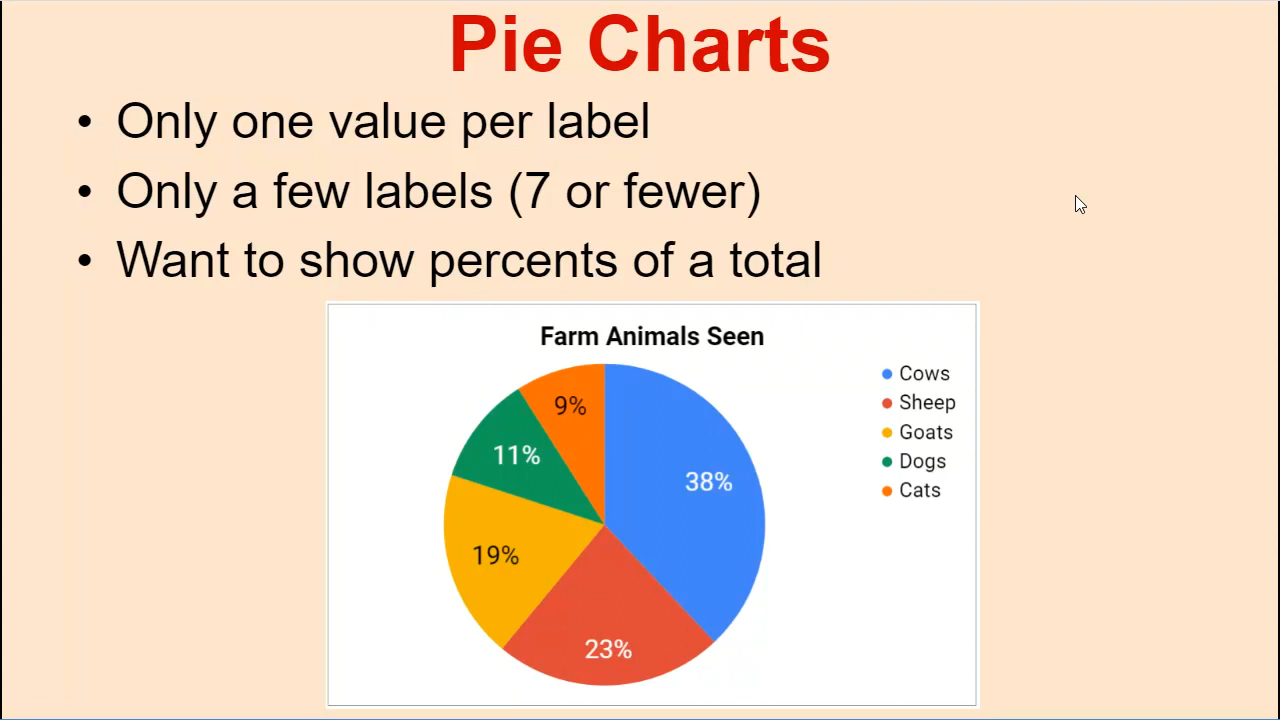 Pie Charts
• Only one value per label
• Only a few labels (7 or fewer)
• Want to show percents of a total
Farm Animals Seen
Cows
Sheep
Goats
Dogs
Cats
9%
11%
38%
19%
23%